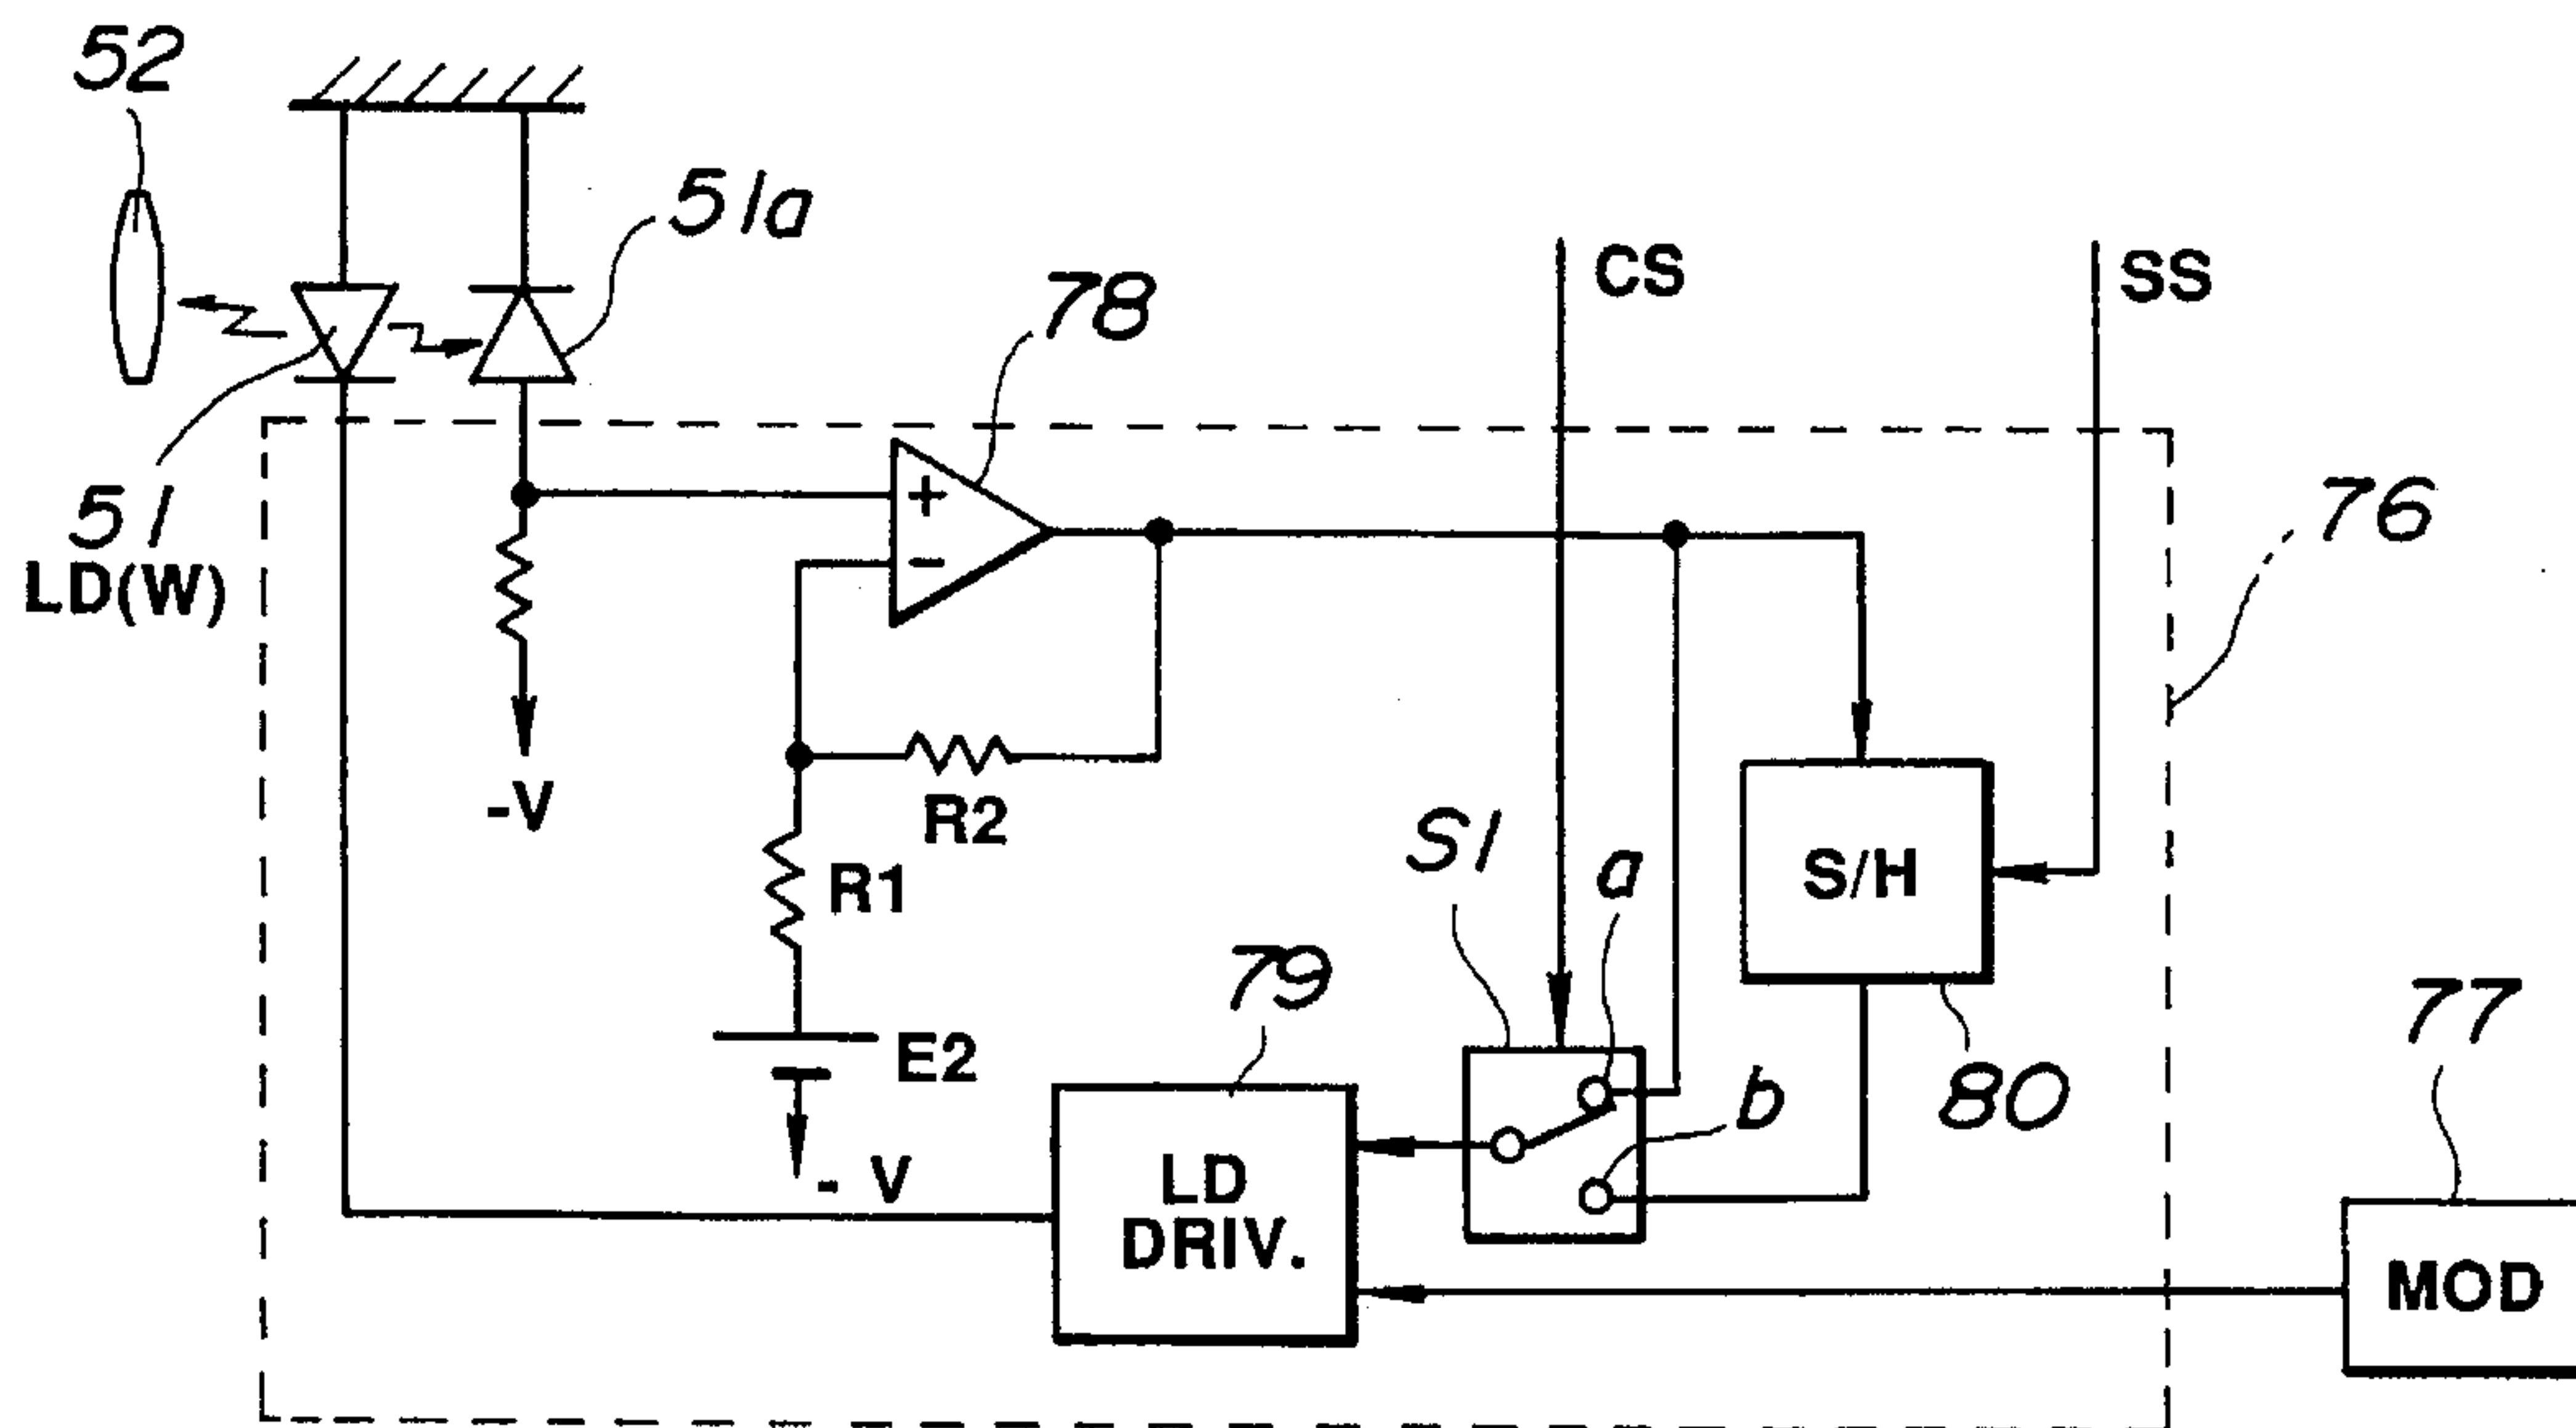 52
51a
78
CS
SS
51
LD(W)
76
-V
R2
R1
S1
a
S/H
79
77
E2
80
b
- V
LD
DRIV.
MOD
+
-